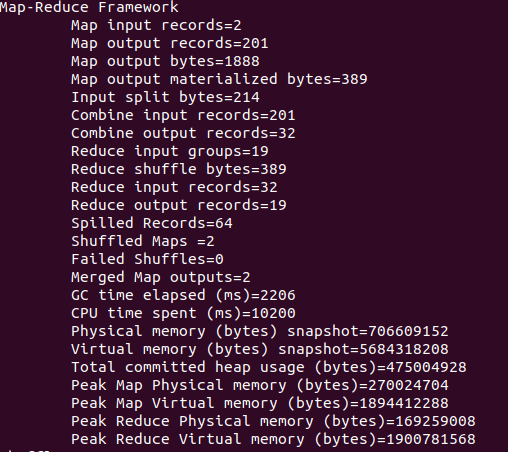 Map-Reduce Framework
Map input records=2
Map output records=201
Map output bytes=1888
Map output materialized bytes=389
Input split bytes=214
Combine input records=201
Combine output records=32
Reduce input groups=19
Reduce shuffle bytes=389
Reduce input records=32
Reduce output records=19
Spilled Records=64
Shuffled Maps =2
Failed Shuffles=0
Merged Map outputs=2
GC time elapsed (ms)=2206
CPU time spent (ms)=10200
Physical memory (bytes) snapshot=706609152
Virtual memory (bytes) snapshot=5684318208
Total committed heap usage (bytes)=475004928
Peak Map Physical memory (bytes)=270024704
Peak Map Virtual memory (bytes)=1894412288
Peak Reduce Physical memory (bytes)=169259008
Peak Reduce Virtual memory (bytes)=1900781568